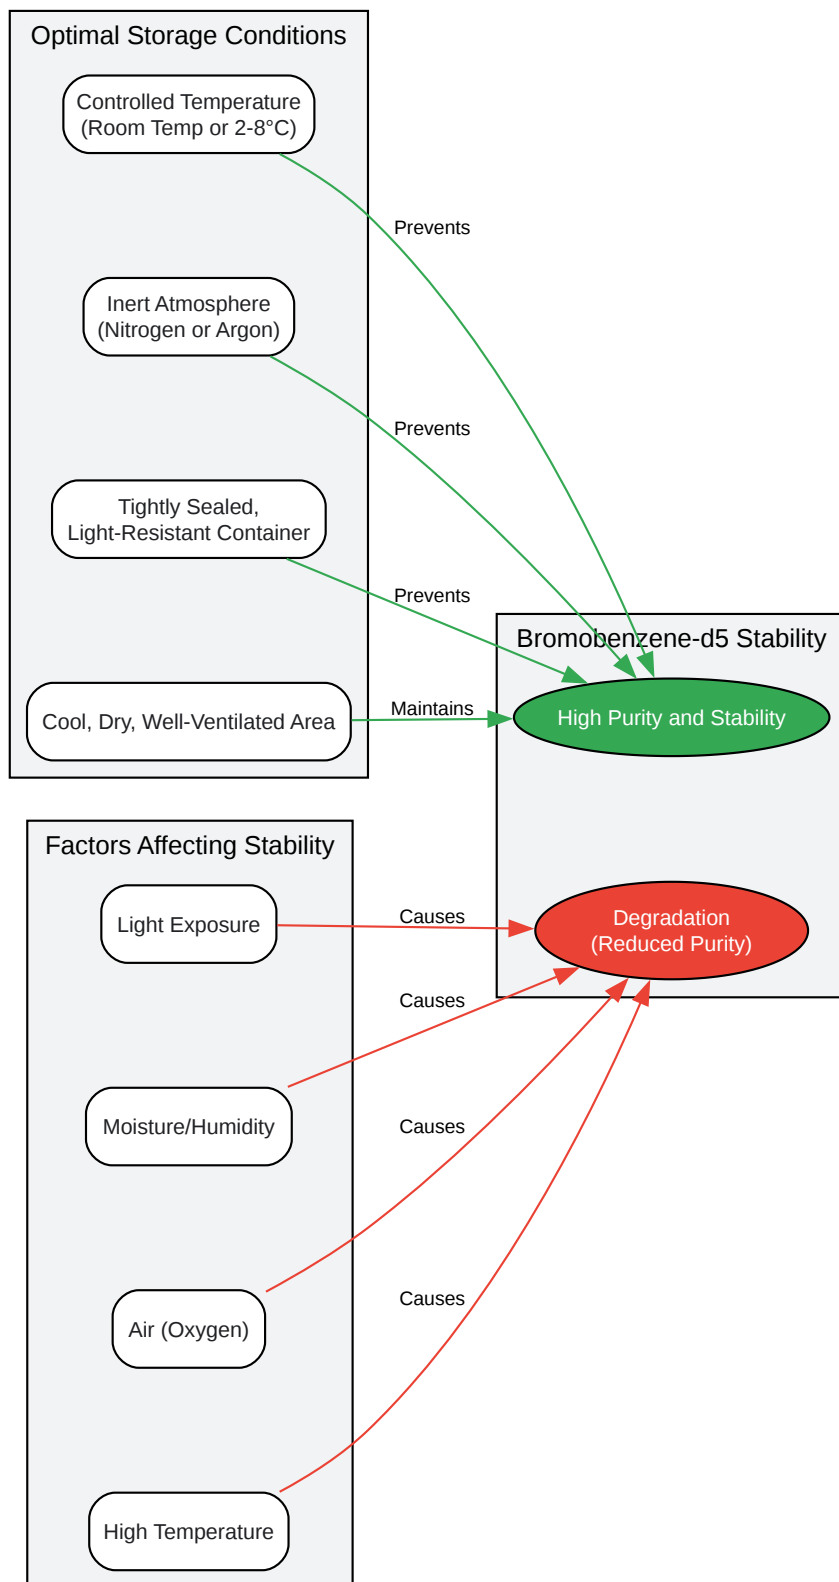 Optimal Storage Conditions
Controlled Temperature
(Room Temp or 2-8°C)
Prevents
Inert Atmosphere
(Nitrogen or Argon)
Prevents
Tightly Sealed,
Light-Resistant Container
Prevents
Bromobenzene-d5 Stability
Cool, Dry, Well-Ventilated Area
Maintains
High Purity and Stability
Factors Affecting Stability
Light Exposure
Causes
Degradation
(Reduced Purity)
Causes
Moisture/Humidity
Causes
Air (Oxygen)
Causes
High Temperature